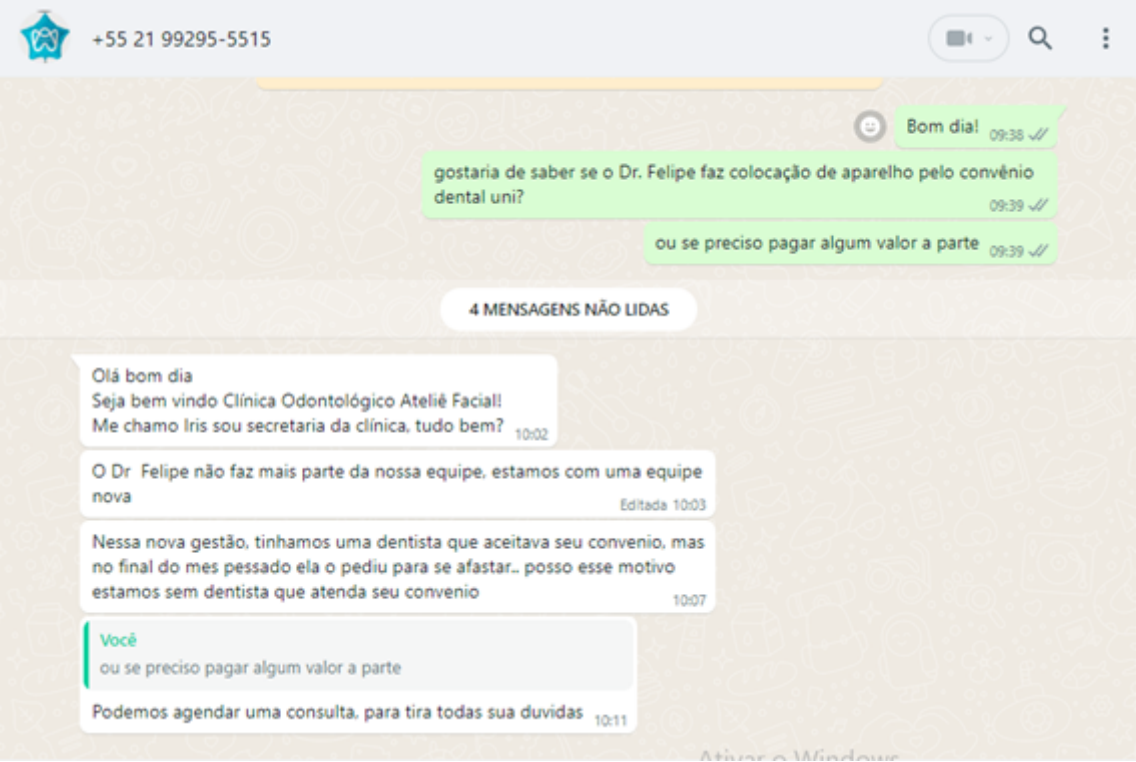 +55 21 99295-5515
Bom dia! 09:38
gostaria de saber se o Dr. Felipe faz colocação de aparelho pelo convênio
dental uni? 09:39
ou se preciso pagar algum valor a parte 09:39
4 MENSAGENS NÃO LIDAS
Olá bom dia
Seja bem vindo Clínica Odontológico Ateliê Facial!
Me chamo Iris sou secretaria da clínica, tudo bem? 10:02
O Dr  Felipe não faz mais parte da nossa equipe, estamos com uma equipe
nova Editada 10:03
Nessa nova gestão, tinhamos uma dentista que aceitava seu convenio, mas
no final do mes pessado ela o pediu para se afastar.. posso esse motivo
estamos sem dentista que atenda seu convenio 10:07
Você
ou se preciso pagar algum valor a parte
Podemos agendar uma consulta, para tira todas sua duvidas 10:11
Ativar o Windows